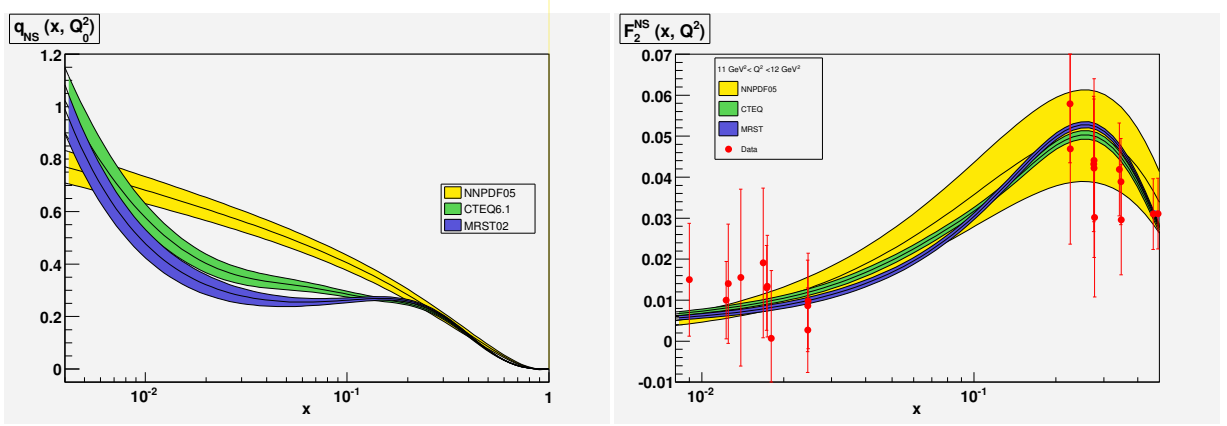 q_NS (x, Q_0^2)
1.2
1
0.8
0.6
0.4
0.2
0
10^-2
10^-1
1
x
NNPDF05
CTEQ6.1
MRST02
F_2^NS (x, Q^2)
0.07
0.06
0.05
0.04
0.03
0.02
0.01
0
-0.01
10^-2
10^-1
x
11 GeV^2 < Q^2 <12 GeV^2
NNPDF05
CTEQ
MRST
Data